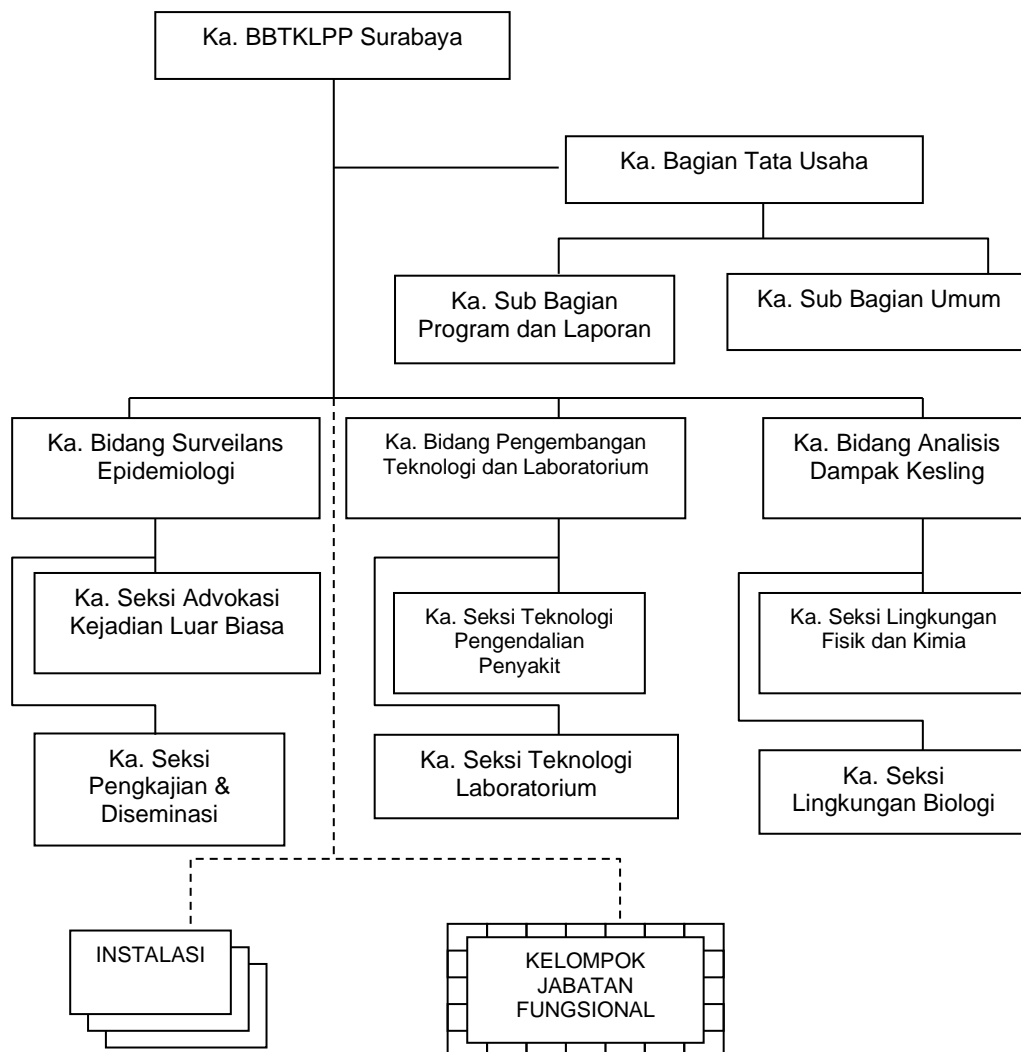 Ka. BBTKLPP Surabaya
Ka. Bagian Tata Usaha
Ka. Sub Bagian
Program dan Laporan
Ka. Sub Bagian Umum
Ka. Bidang Surveilans
Epidemiologi
Ka. Bidang Pengembangan
Teknologi dan Laboratorium
Ka. Bidang Analisis
Dampak Kesling
Ka. Seksi Advokasi
Kejadian Luar Biasa
Ka. Seksi Teknologi
Pengendalian
Penyakit
Ka. Seksi Lingkungan
Fisik dan Kimia
Ka. Seksi
Pengkajian &
Diseminasi
Ka. Seksi Teknologi
Laboratorium
Ka. Seksi
Lingkungan Biologi
INSTALASI
KELOMPOK
JABATAN
FUNGSIONAL